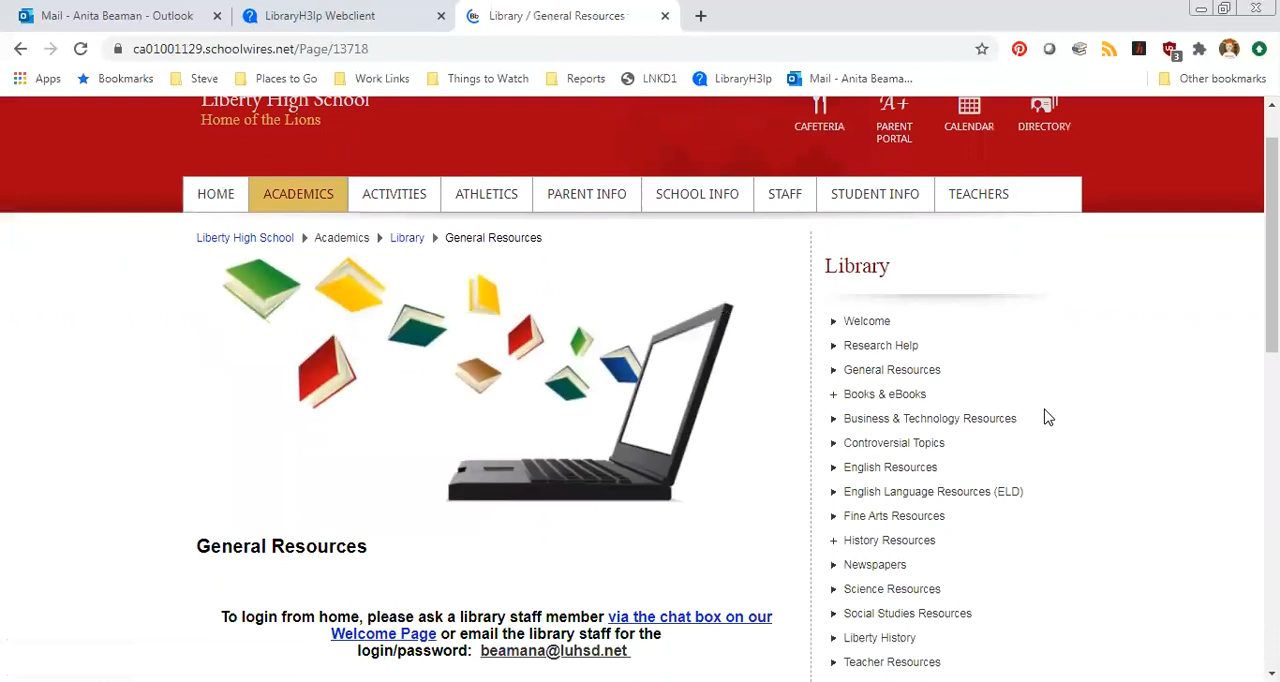 Mail - Anita Beaman - Outlook
LibraryH3lp Webclient
Library / General Resources
ca01001129.schoolwires.net/Page/13718
3
Apps
Bookmarks
Steve
Places to Go
Work Links
Things to Watch
Reports
LNKD1
LibraryH3lp
Mail - Anita Beama...
Other bookmarks
Liberty High School
Home of the Lions
A+
CAFETERIA
PARENT
PORTAL
CALENDAR
DIRECTORY
HOME
ACADEMICS
ACTIVITIES
ATHLETICS
PARENT INFO
SCHOOL INFO
STAFF
STUDENT INFO
TEACHERS
Liberty High School
Academics
Library
General Resources
Library
Welcome
Research Help
General Resources
+ Books & eBooks
Business & Technology Resources
Controversial Topics
English Resources
English Language Resources (ELD)
Fine Arts Resources
+ History Resources
Newspapers
Science Resources
Social Studies Resources
Liberty History
Teacher Resources
General Resources
To login from home, please ask a library staff member via the chat box on our
Welcome Page or email the library staff for the
login/password: beamana@luhsd.net